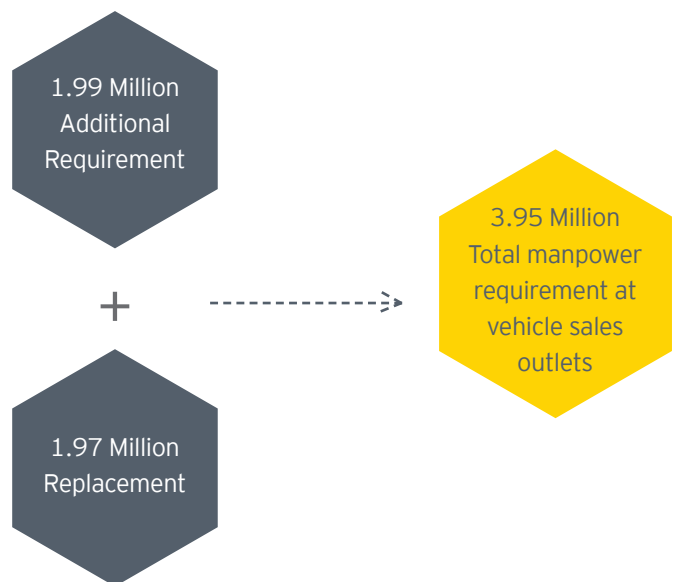 1.99 Million
Additional
Requirement
+
1.97 Million
Replacement
3.95 Million
Total manpower
requirement at
vehicle sales
outlets